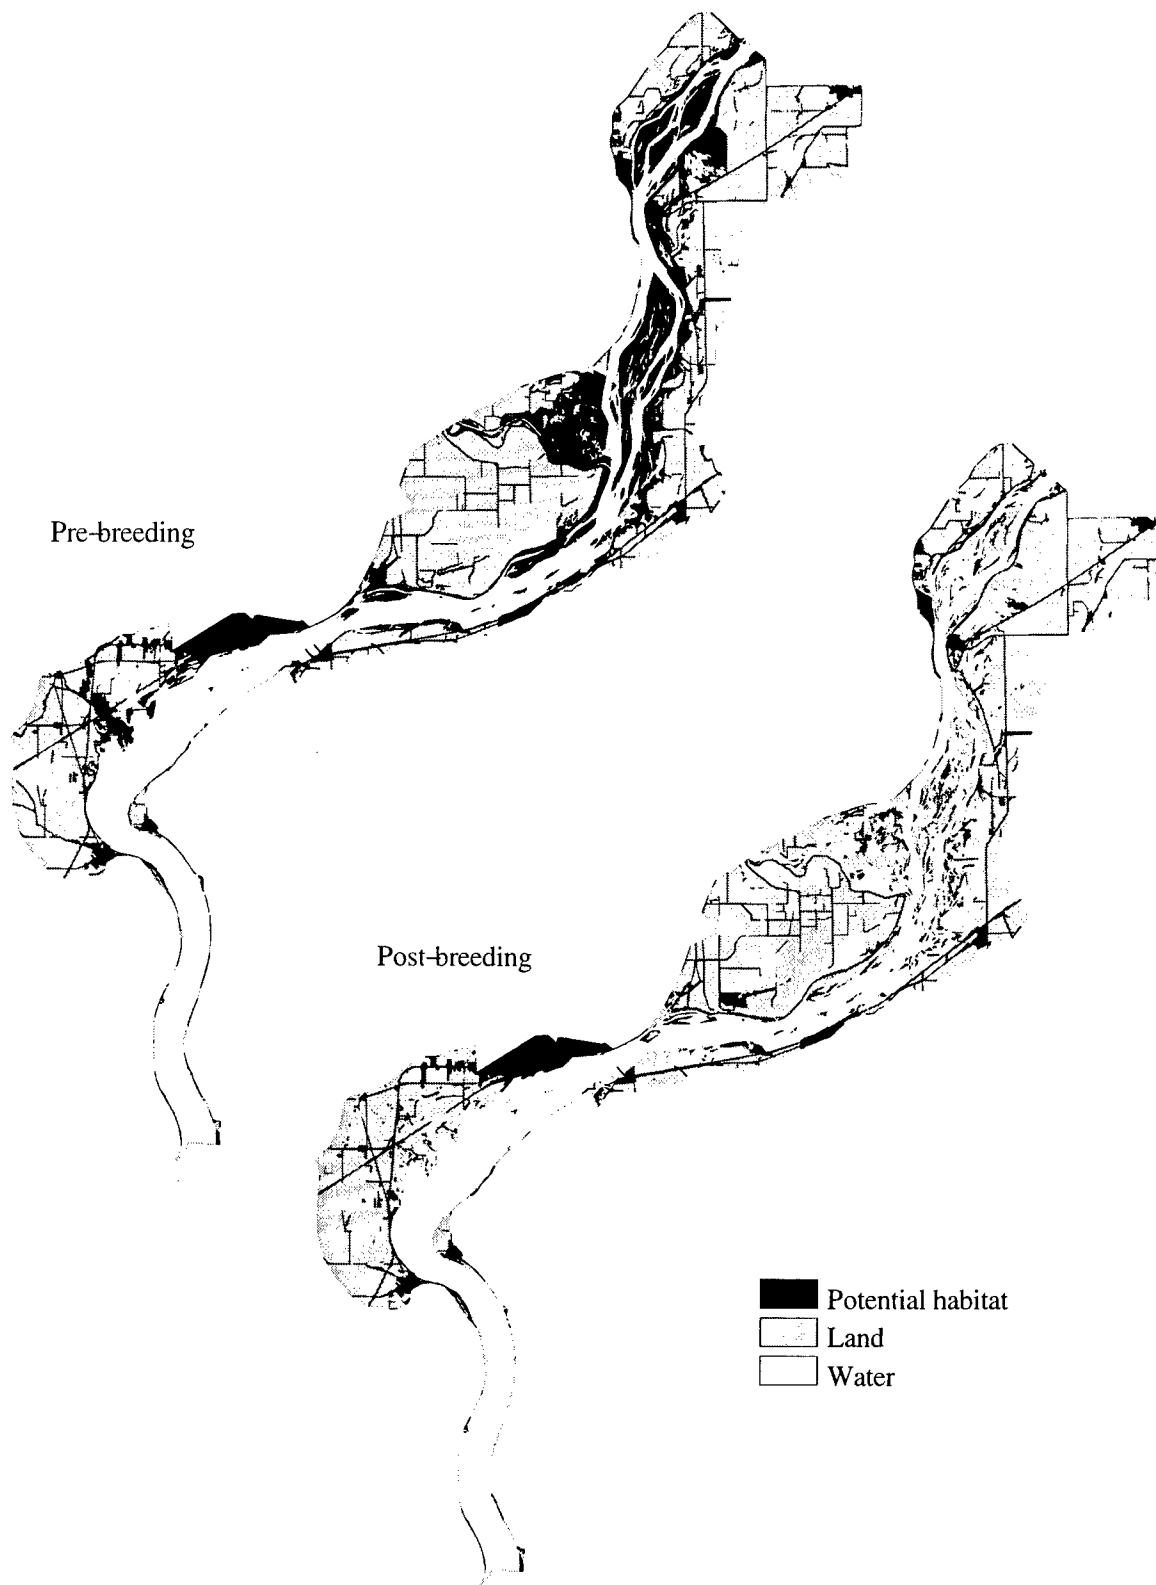 Pre-breeding
Post-breeding
Potential habitat
Land
Water